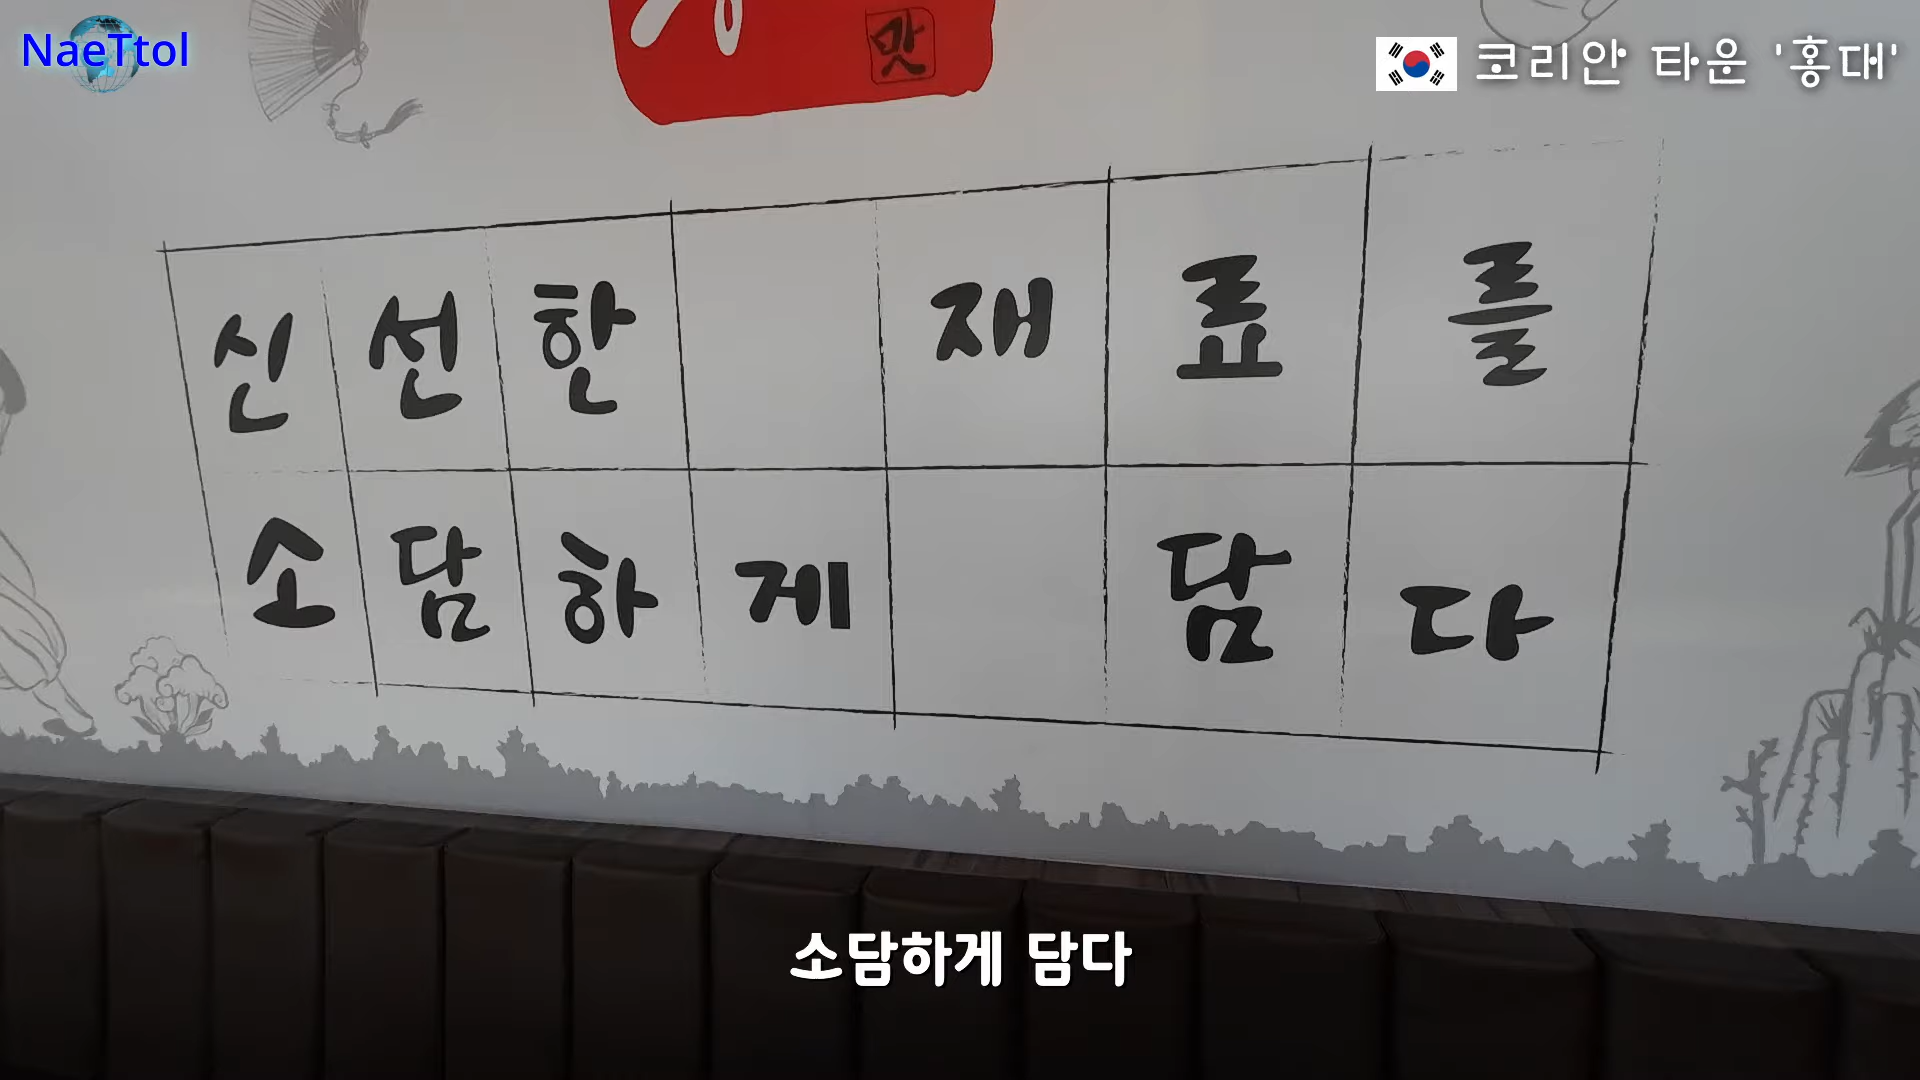 NaeTtol
코리안 타운 '홍대'
맛
신선한 재료를
소담하게 담다
소담하게 담다